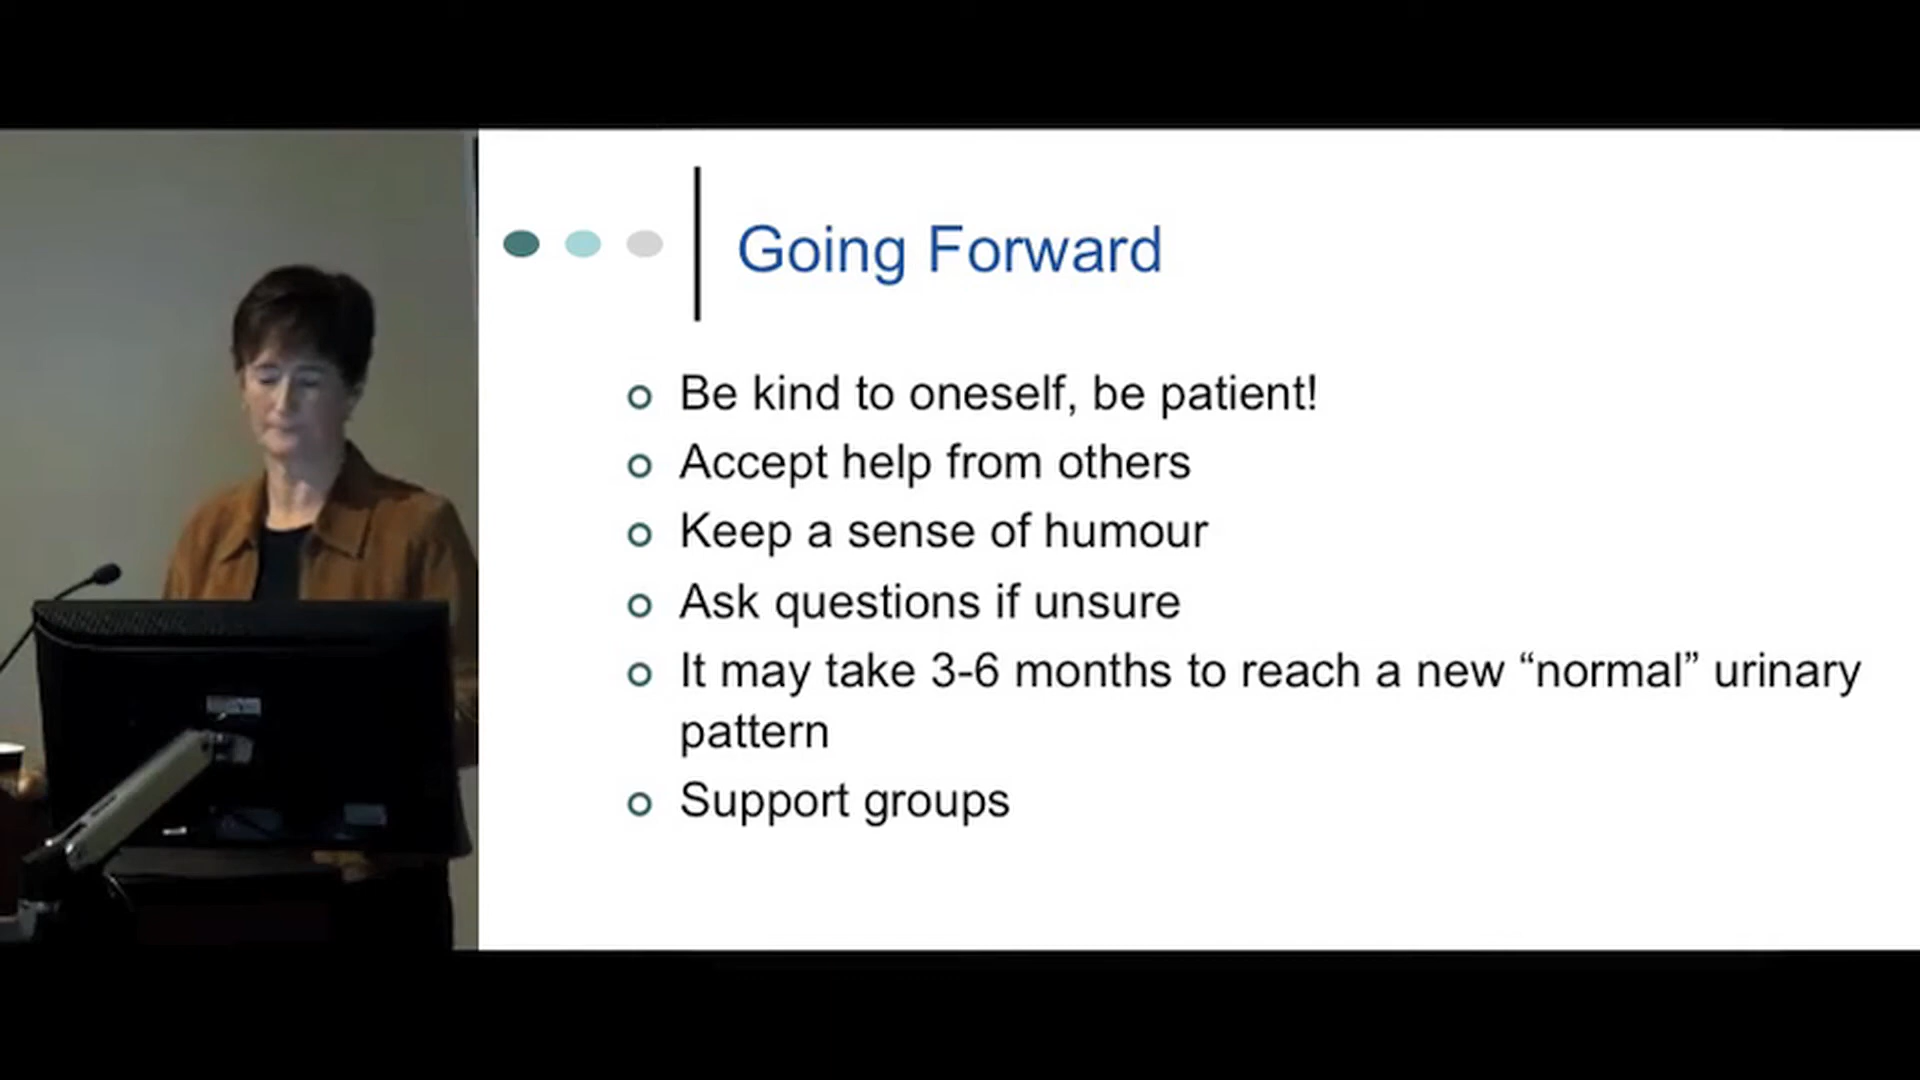 Going Forward
Be kind to oneself, be patient!
Accept help from others
Keep a sense of humour
Ask questions if unsure
It may take 3-6 months to reach a new “normal” urinary
pattern
Support groups